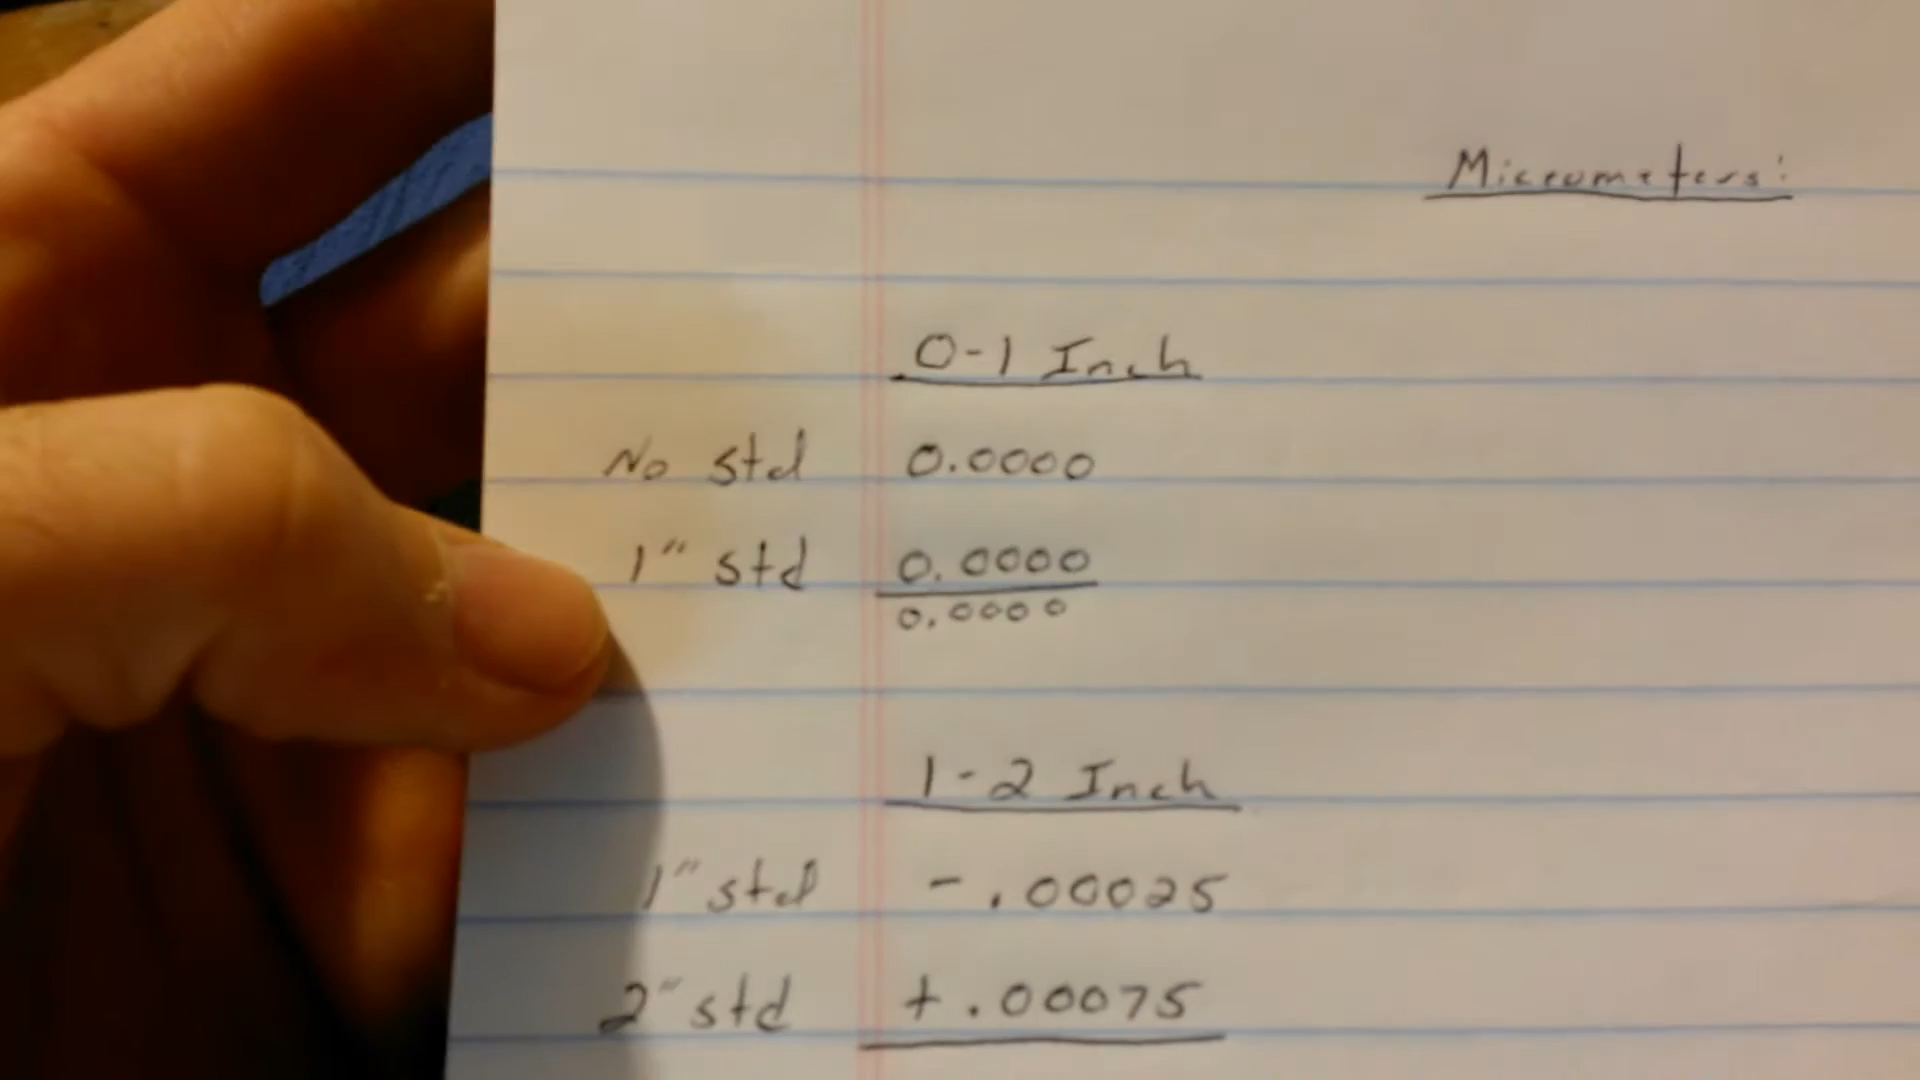 Micrometers:
0-1 Inch
No std 0.0000
1" std 0.0000
0.0000
1-2 Inch
1" std - .00025
2" std + .00075